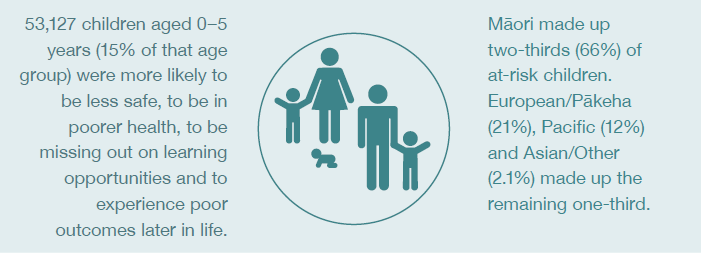 53,127 children aged 0–5
years (15% of that age
group) were more likely to
be less safe, to be in
poorer health, to be
missing out on learning
opportunities and to
experience poor
outcomes later in life.
Māori made up
two-thirds (66%) of
at-risk children.
European/Pākeha
(21%), Pacific (12%)
and Asian/Other
(2.1%) made up the
remaining one-third.